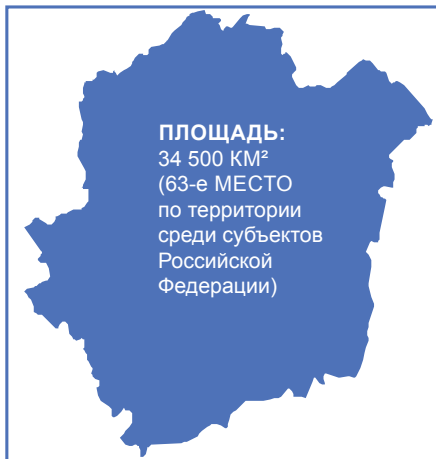 ПЛОЩАДЬ:
34 500 КМ²
(63-е МЕСТО
по территории
среди субъектов
Российской
Федерации)